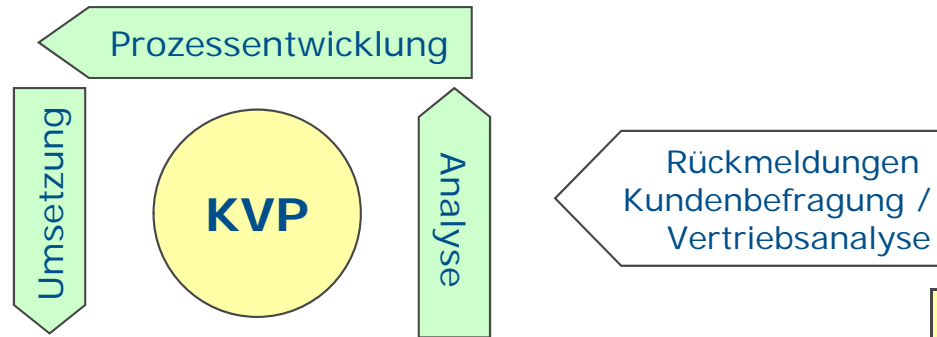 Prozessentwicklung
Umsetzung
KVP
Analyse
Rückmeldungen
Kundenbefragung /
Vertriebsanalyse